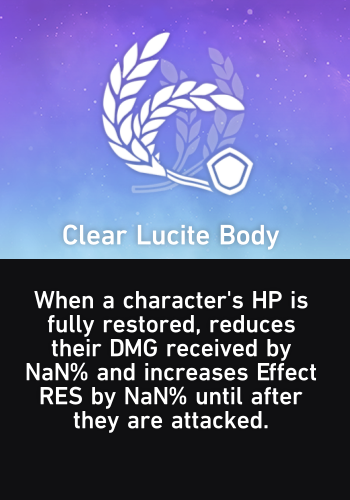 Clear Lucite Body
When a character's HP is
fully restored, reduces
their DMG received by
NaN% and increases Effect
RES by NaN% until after
they are attacked.